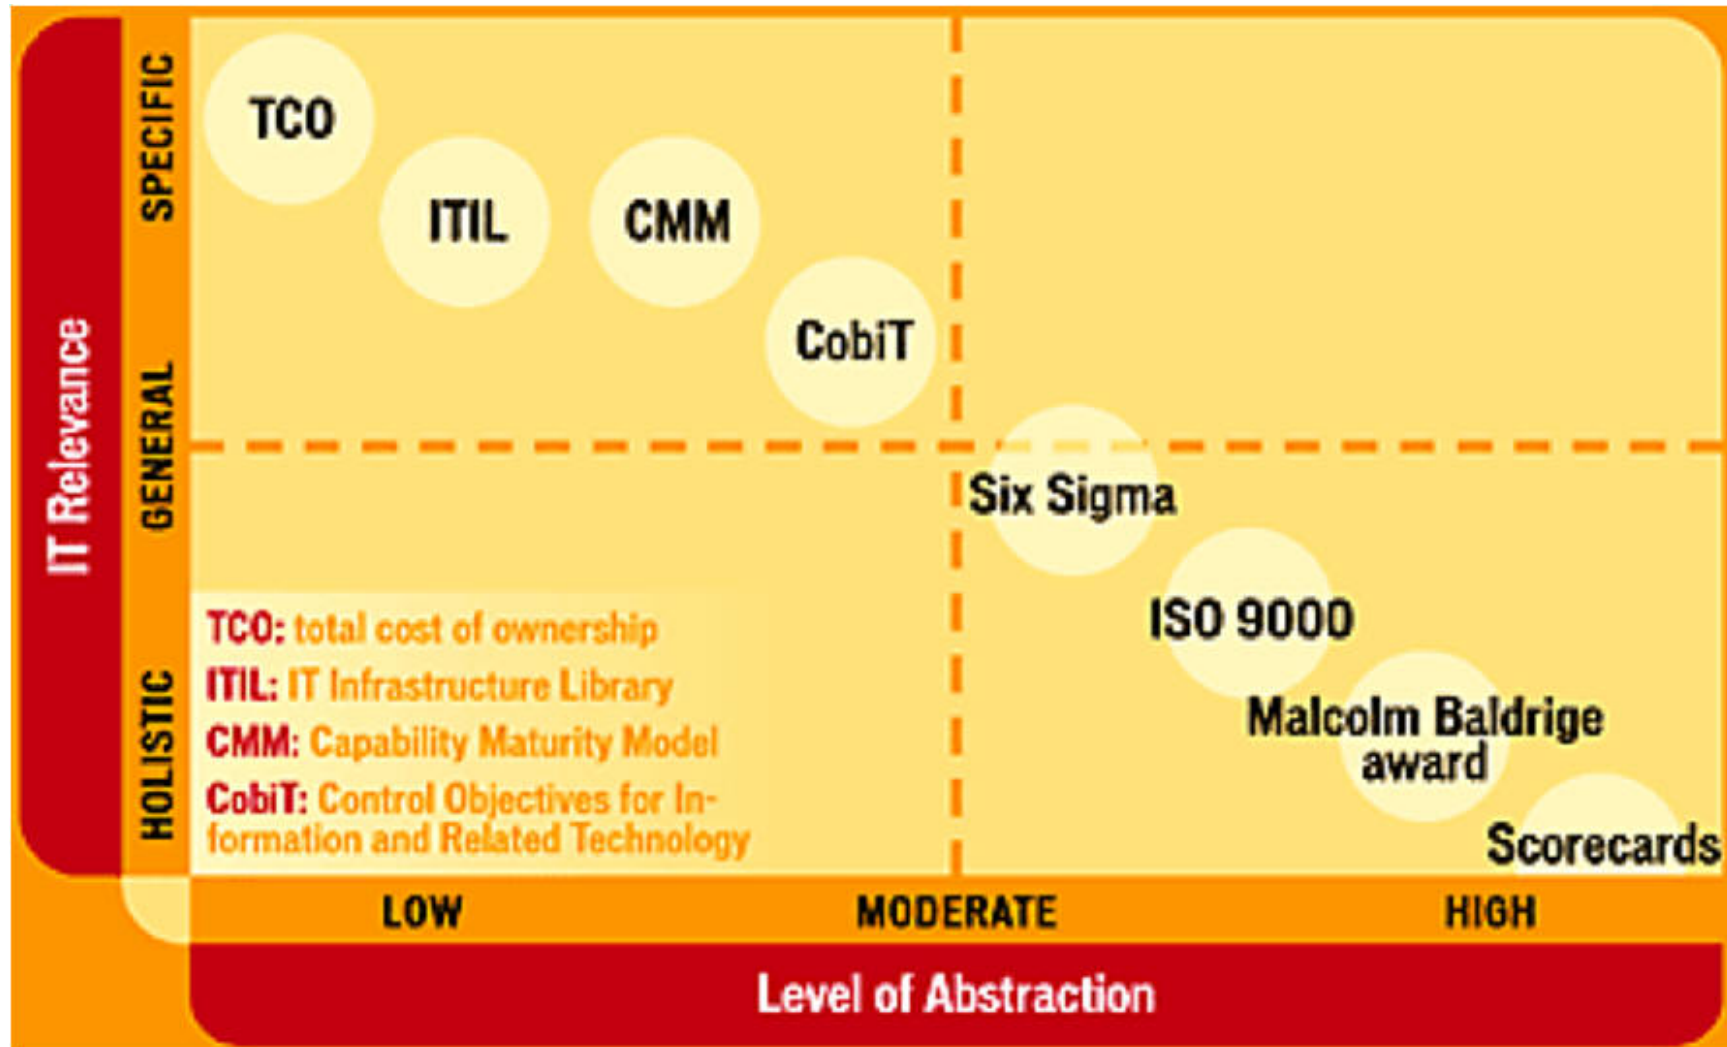 IT Relevance
SPECIFIC
GENERAL
HOLISTIC
TCO
ITIL
CMM
CobiT
Six Sigma
ISO 9000
Malcolm Baldrige
award
Scorecards
TCO: total cost of ownership
ITIL: IT Infrastructure Library
CMM: Capability Maturity Model
CobiT: Control Objectives for In-
formation and Related Technology
LOW
MODERATE
HIGH
Level of Abstraction